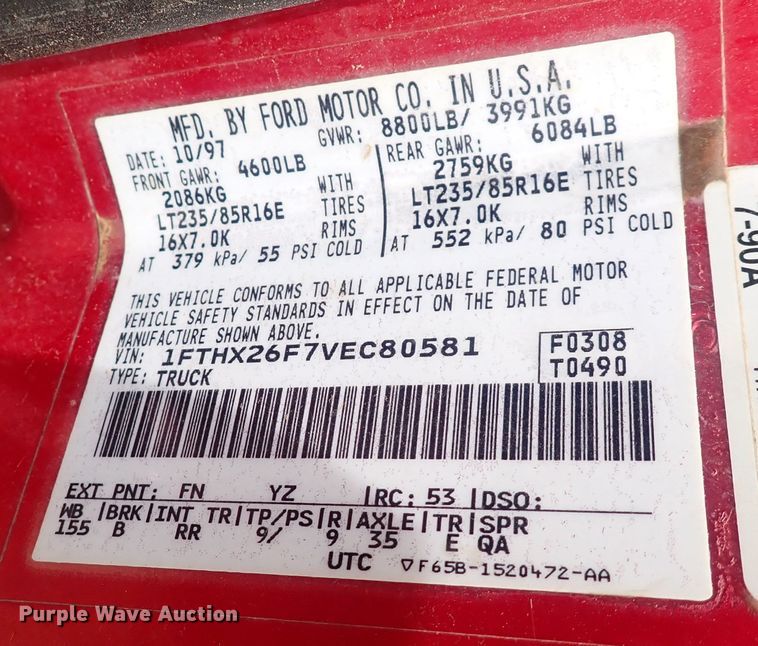 MFD. BY FORD MOTOR CO. IN U.S.A.
DATE: 10/97 GVWR: 8800LB/ 3991KG
FRONT GAWR: 4600LB REAR GAWR: 6084LB
2086KG WITH 2759KG WITH
LT235/85R16E TIRES LT235/85R16E TIRES
16X7.0K RIMS 16X7.0K RIMS
AT 379 kPa/ 55 PSI COLD AT 552 kPa/ 80 PSI COLD
THIS VEHICLE CONFORMS TO ALL APPLICABLE FEDERAL MOTOR
VEHICLE SAFETY STANDARDS IN EFFECT ON THE DATE OF
MANUFACTURE SHOWN ABOVE.
VIN: 1FTHX26F7VEC80581 F0308
TYPE: TRUCK T0490
EXT PNT: FN YZ RC: 53 DSO:
WB BRK INT TR TP/PS R AXLE TR SPR
155 B RR 9/ 9 35 E QA
UTC F65B-1520472-AA
7-90A
Purple Wave Auction